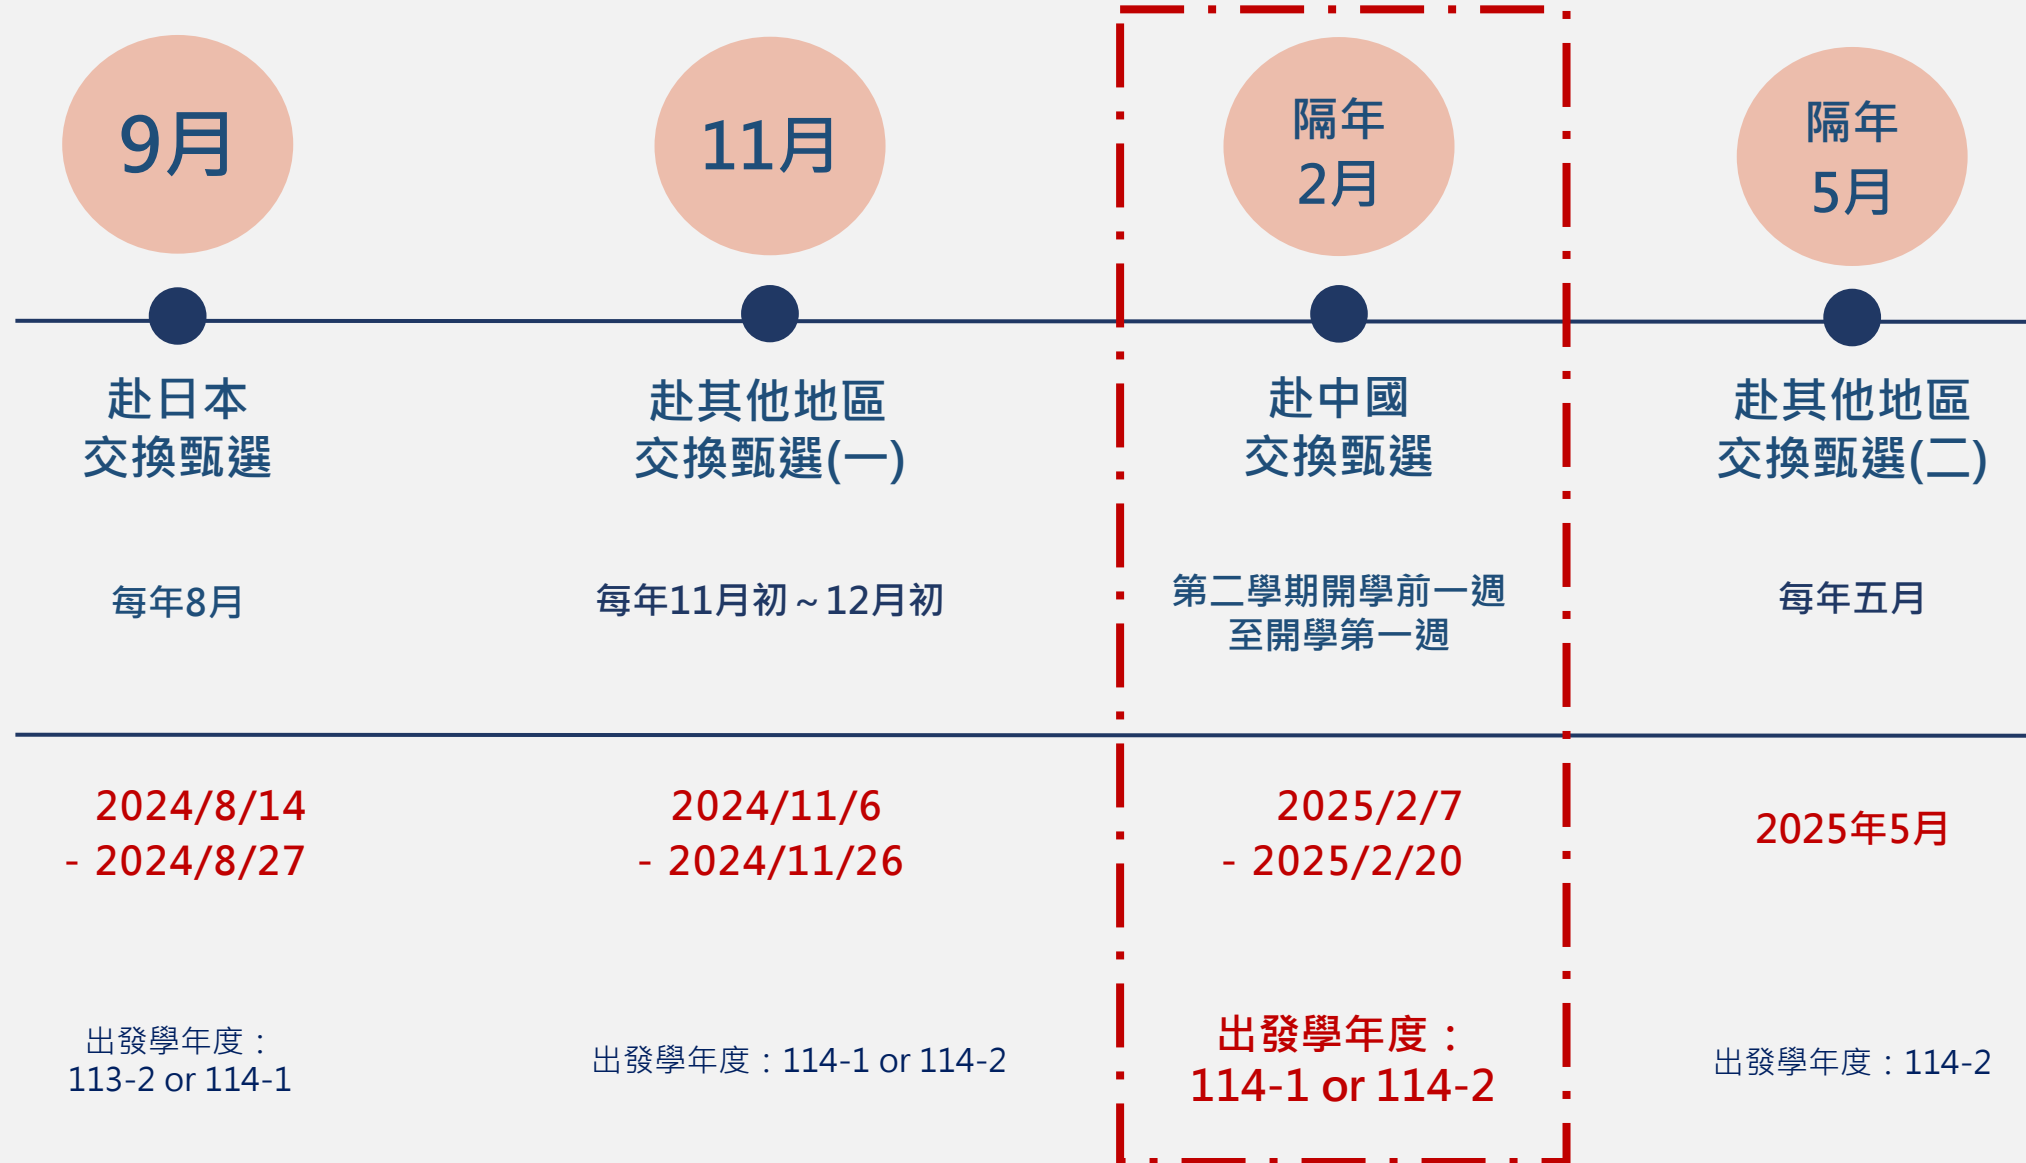 9月
11月
隔年
2月
隔年
5月
赴日本
交換甄選
赴其他地區
交換甄選(一)
赴中國
交換甄選
赴其他地區
交換甄選(二)
每年8月
每年11月初～12月初
第二學期開學前一週
至開學第一週
每年五月
2024/8/14
- 2024/8/27
2024/11/6
- 2024/11/26
2025/2/7
- 2025/2/20
2025年5月
出發學年度：
113-2 or 114-1
出發學年度：114-1 or 114-2
出發學年度：
114-1 or 114-2
出發學年度：114-2